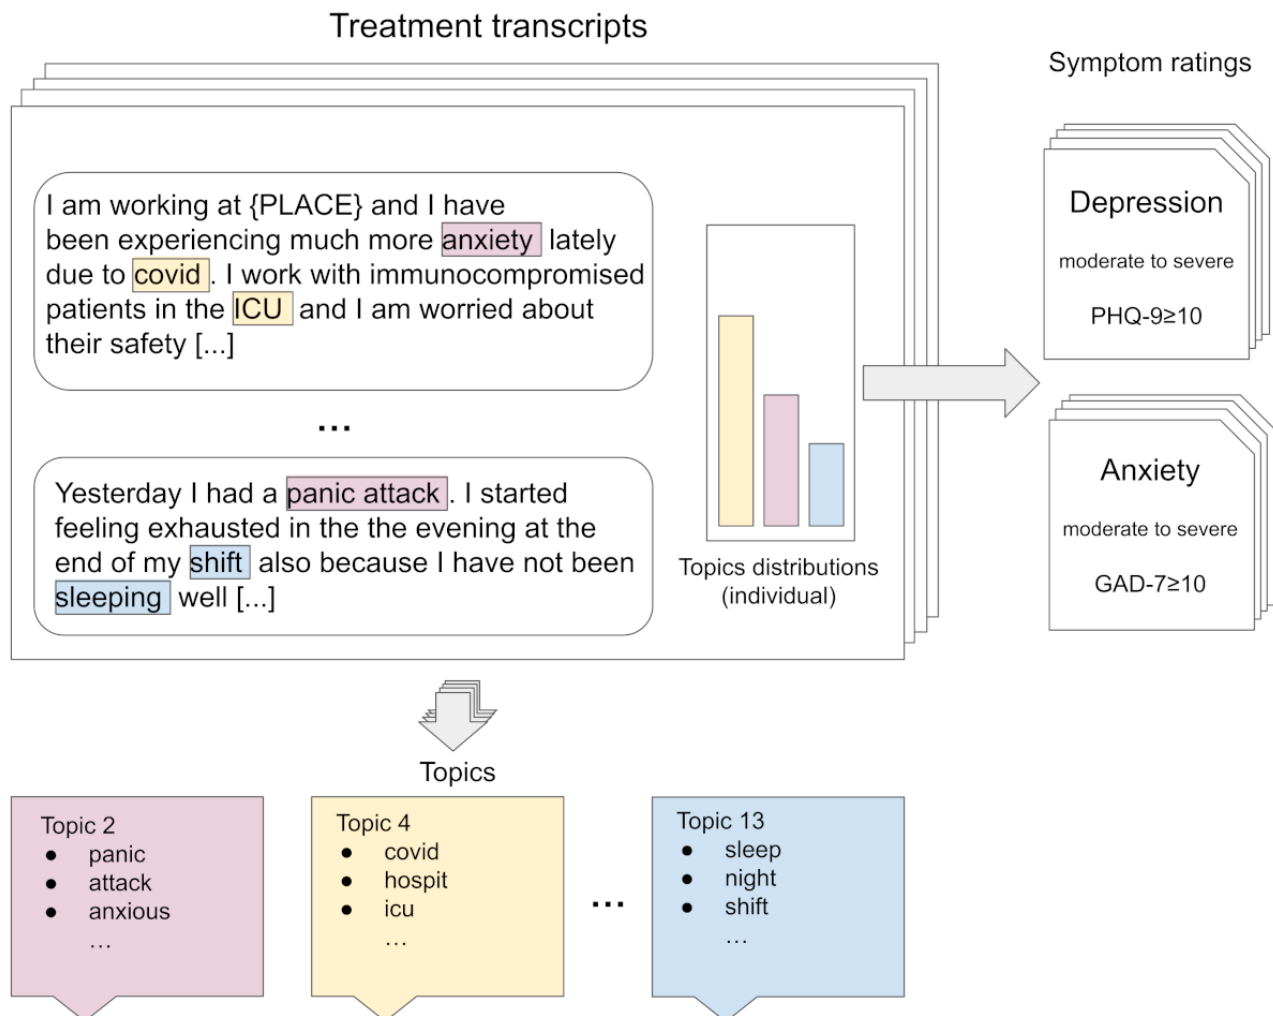 Treatment transcripts
I am working at {PLACE} and I have
been experiencing much more anxiety lately
due to covid . I work with immunocompromised
patients in the ICU and I am worried about
their safety [...]
...
Yesterday I had a panic attack . I started
feeling exhausted in the the evening at the
end of my shift also because I have not been
sleeping well [...]
Topics distributions
(individual)
Symptom ratings
Depression
moderate to severe
PHQ-9≥10
Anxiety
moderate to severe
GAD-7≥10
Topics
Topic 2
● panic
● attack
● anxious
...
Topic 4
● covid
● hospit
● icu
...
...
Topic 13
● sleep
● night
● shift
...